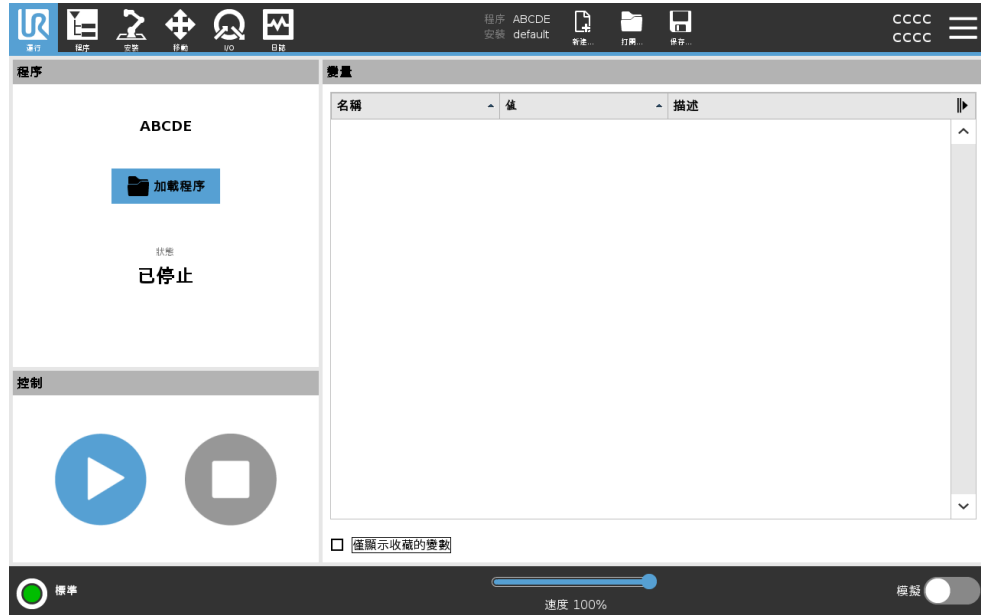 UR
運行
程序
安裝
移動
I/O
日誌
程序 ABCDE
安裝 default
新建...
打開...
保存...
CCCC
CCCC
程序
ABCDE
加載程序
狀態
已停止
控制
變量
名稱
值
描述
僅顯示收藏的變數
標準
速度 100%
模擬